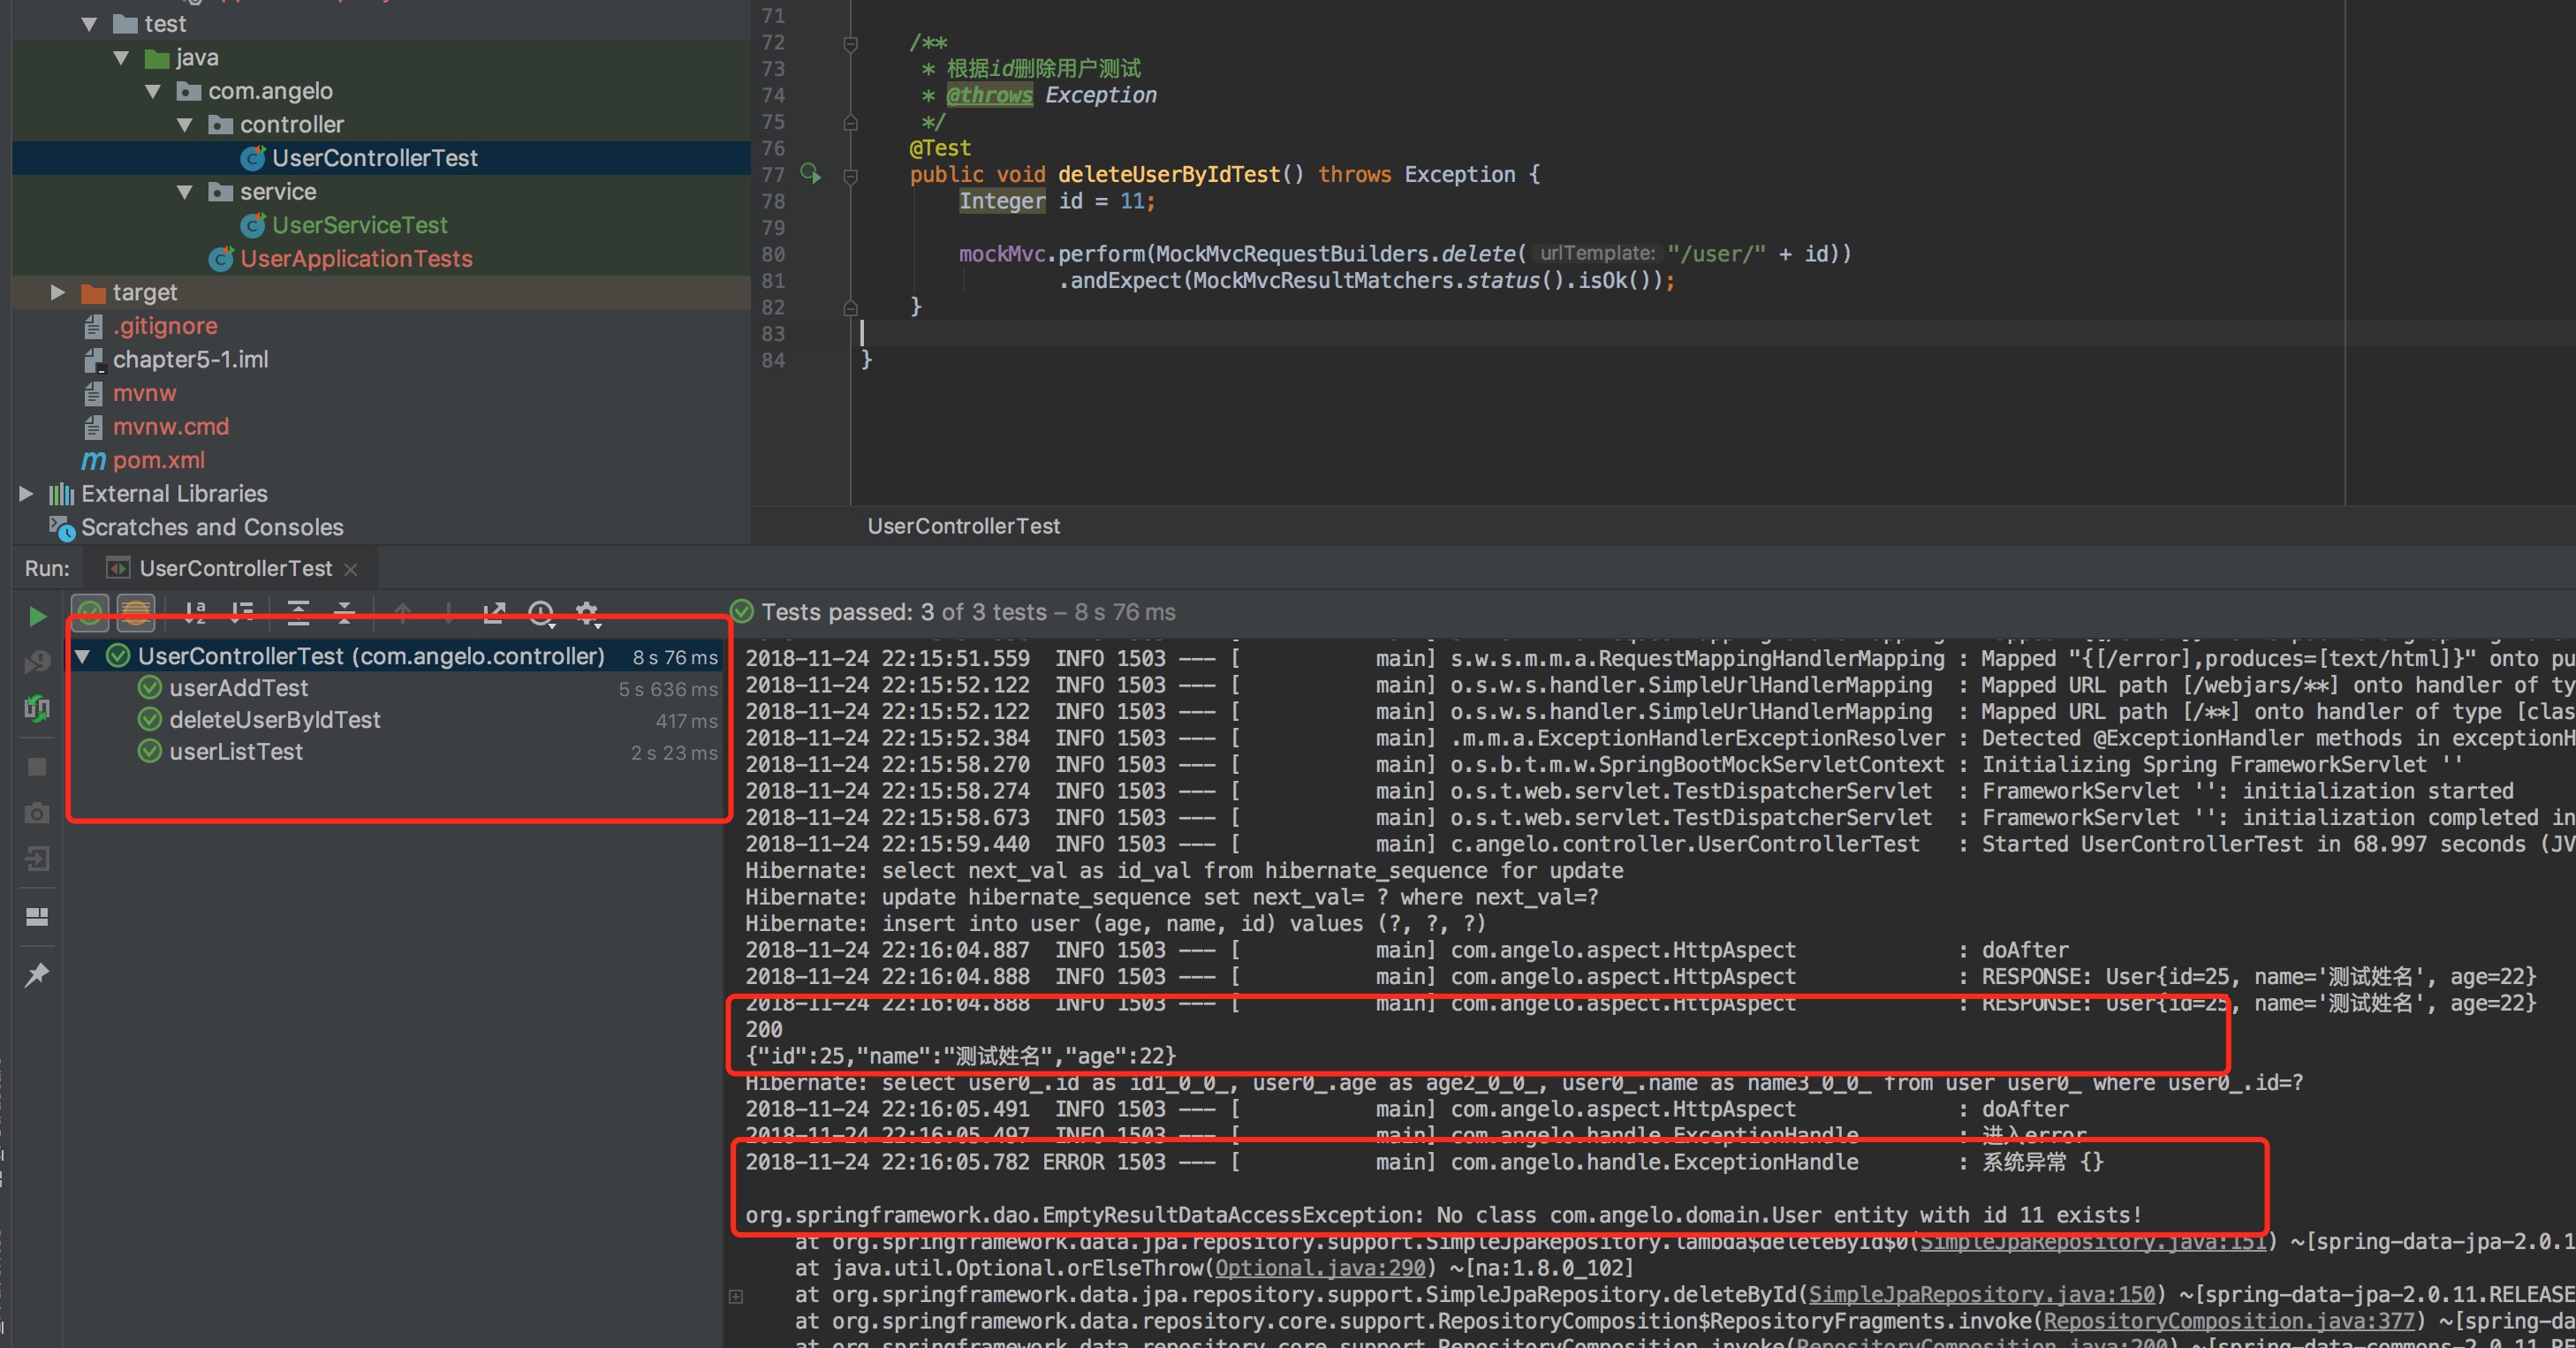 test
java
com.angelo
controller
UserControllerTest
service
UserServiceTest
UserApplicationTests
target
.gitignore
chapter5-1.iml
mvnw
mvnw.cmd
pom.xml
External Libraries
Scratches and Consoles
71
72 /**
73 * 根据id删除用户测试
74 * @throws Exception
75 */
76 @Test
77 public void deleteUserByIdTest() throws Exception {
78 Integer id = 11;
79
80 mockMvc.perform(MockMvcRequestBuilders.delete( urlTemplate: "/user/" + id))
81 .andExpect(MockMvcResultMatchers.status().isOk());
82 }
83
84 }
UserControllerTest
Run: UserControllerTest
Tests passed: 3 of 3 tests – 8 s 76 ms
UserControllerTest (com.angelo.controller) 8 s 76 ms
userAddTest 5 s 636 ms
deleteUserByIdTest 417 ms
userListTest 2 s 23 ms
2018-11-24 22:15:51.559 INFO 1503 --- [ main] s.w.s.m.m.a.RequestMappingHandlerMapping : Mapped "{[/error],produces=[text/html]}" onto pu
2018-11-24 22:15:52.122 INFO 1503 --- [ main] o.s.w.s.handler.SimpleUrlHandlerMapping : Mapped URL path [/webjars/**] onto handler of ty
2018-11-24 22:15:52.122 INFO 1503 --- [ main] o.s.w.s.handler.SimpleUrlHandlerMapping : Mapped URL path [/**] onto handler of type [clas
2018-11-24 22:15:52.384 INFO 1503 --- [ main] .m.m.a.ExceptionHandlerExceptionResolver : Detected @ExceptionHandler methods in exceptionH
2018-11-24 22:15:58.270 INFO 1503 --- [ main] o.s.b.t.m.w.SpringBootMockServletContext : Initializing Spring FrameworkServlet ''
2018-11-24 22:15:58.274 INFO 1503 --- [ main] o.s.t.web.servlet.TestDispatcherServlet : FrameworkServlet '': initialization started
2018-11-24 22:15:58.673 INFO 1503 --- [ main] o.s.t.web.servlet.TestDispatcherServlet : FrameworkServlet '': initialization completed in
2018-11-24 22:15:59.440 INFO 1503 --- [ main] c.angelo.controller.UserControllerTest : Started UserControllerTest in 68.997 seconds (JV
Hibernate: select next_val as id_val from hibernate_sequence for update
Hibernate: update hibernate_sequence set next_val= ? where next_val=?
Hibernate: insert into user (age, name, id) values (?, ?, ?)
2018-11-24 22:16:04.887 INFO 1503 --- [ main] com.angelo.aspect.HttpAspect : doAfter
2018-11-24 22:16:04.888 INFO 1503 --- [ main] com.angelo.aspect.HttpAspect : RESPONSE: User{id=25, name='测试姓名', age=22}
2018-11-24 22:16:04.888 INFO 1503 --- [ main] com.angelo.aspect.HttpAspect : RESPONSE: User{id=25, name='测试姓名', age=22}
200
{"id":25,"name":"测试姓名","age":22}
Hibernate: select user0_.id as id1_0_0_, user0_.age as age2_0_0_, user0_.name as name3_0_0_ from user user0_ where user0_.id=?
2018-11-24 22:16:05.491 INFO 1503 --- [ main] com.angelo.aspect.HttpAspect : doAfter
2018-11-24 22:16:05.497 INFO 1503 --- [ main] com.angelo.handle.ExceptionHandle : 进入error
2018-11-24 22:16:05.782 ERROR 1503 --- [ main] com.angelo.handle.ExceptionHandle : 系统异常 {}
org.springframework.dao.EmptyResultDataAccessException: No class com.angelo.domain.User entity with id 11 exists!
at org.springframework.data.jpa.repository.support.SimpleJpaRepository.lambda$deleteById$0(SimpleJpaRepository.java:151) ~[spring-data-jpa-2.0.1
at java.util.Optional.orElseThrow(Optional.java:290) ~[na:1.8.0_102]
at org.springframework.data.jpa.repository.support.SimpleJpaRepository.deleteById(SimpleJpaRepository.java:150) ~[spring-data-jpa-2.0.11.RELEASE
at org.springframework.data.repository.core.support.RepositoryComposition$RepositoryFragments.invoke(RepositoryComposition.java:377) ~[spring-da
at org.springframework.data.repository.core.support.RepositoryComposition.invoke(RepositoryComposition.java:200) ~[spring-data-commons-2.0.11.RE